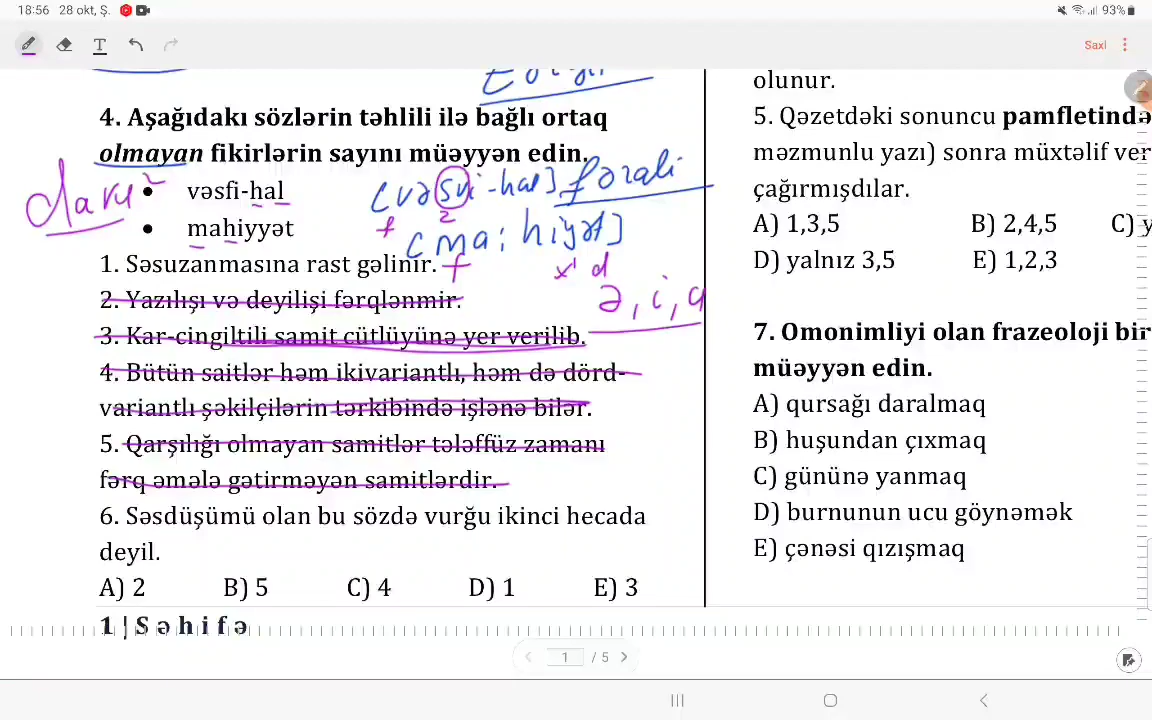 18:56 28 okt, Ş.
93%
T
Saxl
4. Aşağıdakı sözlərin təhlili ilə bağlı ortaq
olmayan fikirlərin sayını müəyyən edin.
• vəsfi-hal
• mahiyyət
1. Səsuzanmasına rast gəlinir.
2. Yazılışı və deyilişi fərqlənmir.
3. Kar-cingiltili samit cütlüyünə yer verilib.
4. Bütün saitlər həm ikivariantlı, həm də dörd-
variantlı şəkilçilərin tərkibində işlənə bilər.
5. Qarşılığı olmayan samitlər tələffüz zamanı
fərq əmələ gətirməyən samitlərdir.
6. Səsdüşümü olan bu sözdə vurğu ikinci hecada
deyil.
A) 2 B) 5 C) 4 D) 1 E) 3
1 | S ə h i f ə
[ma: hiyət]
f
2
f
x' d
ə, i, a
olunur.
5. Qəzetdəki sonuncu pamfletində
məzmunlu yazı) sonra müxtəlif ver
çağırmışdılar.
A) 1,3,5 B) 2,4,5 C) y
D) yalnız 3,5 E) 1,2,3
7. Omonimliyi olan frazeoloji bir
müəyyən edin.
A) qursağı daralmaq
B) huşundan çıxmaq
C) gününə yanmaq
D) burnunun ucu göynəmək
E) çənəsi qızışmaq
1 / 5